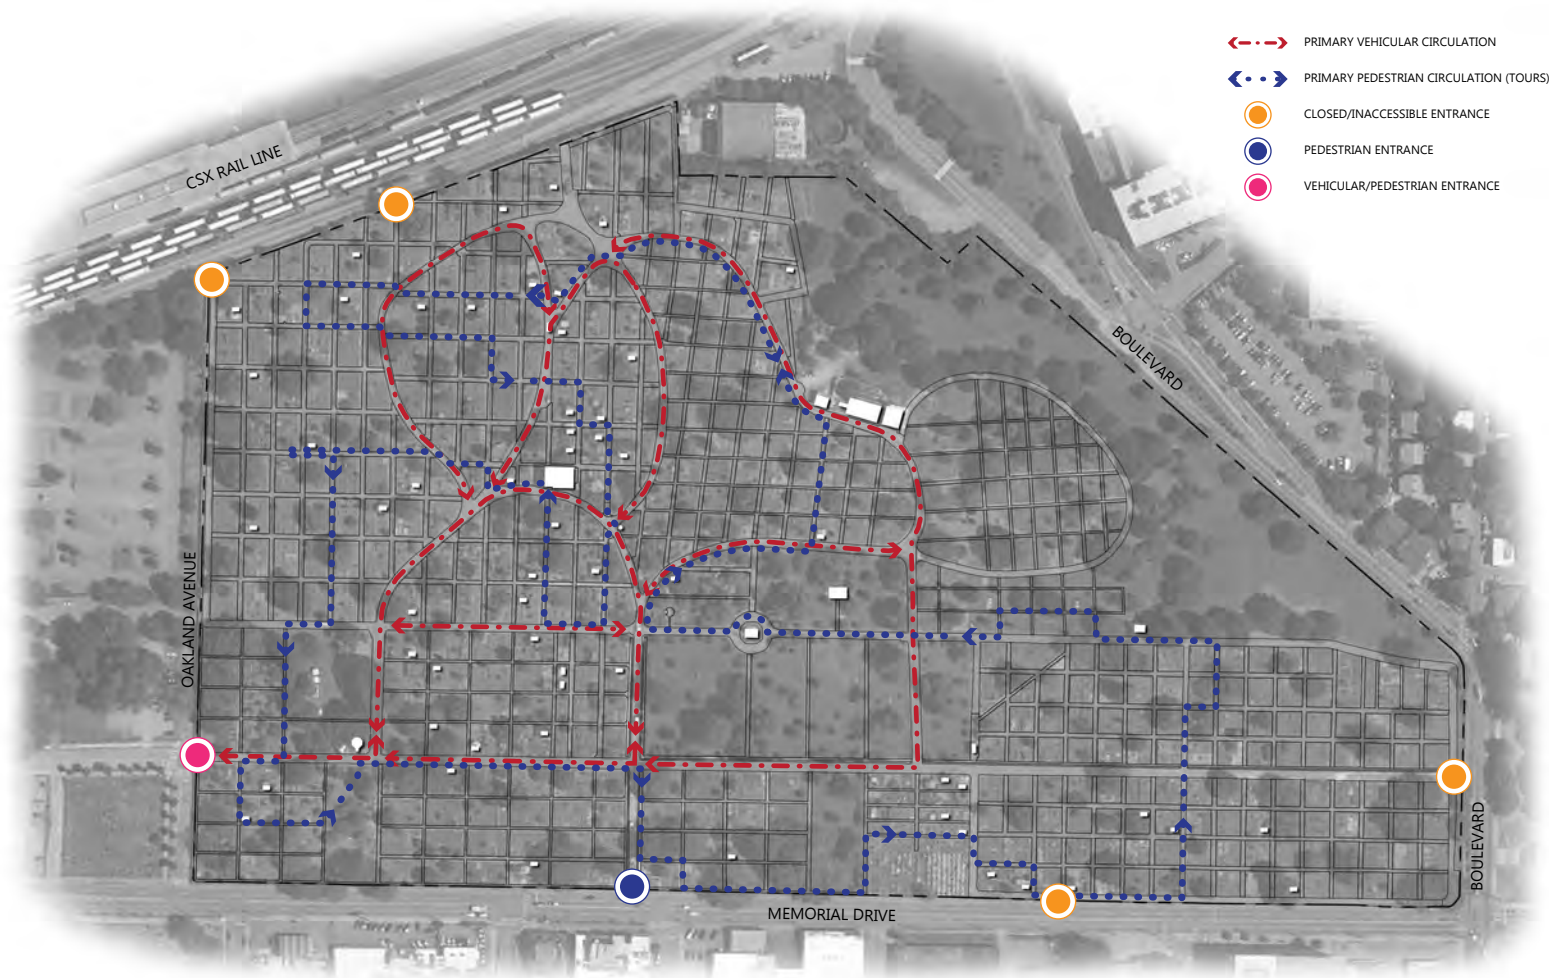 PRIMARY VEHICULAR CIRCULATION
PRIMARY PEDESTRIAN CIRCULATION (TOURS)
CLOSED/INACCESSIBLE ENTRANCE
PEDESTRIAN ENTRANCE
VEHICULAR/PEDESTRIAN ENTRANCE
CSX RAIL LINE
BOULEVARD
OAKLAND AVENUE
BOULEVARD
MEMORIAL DRIVE